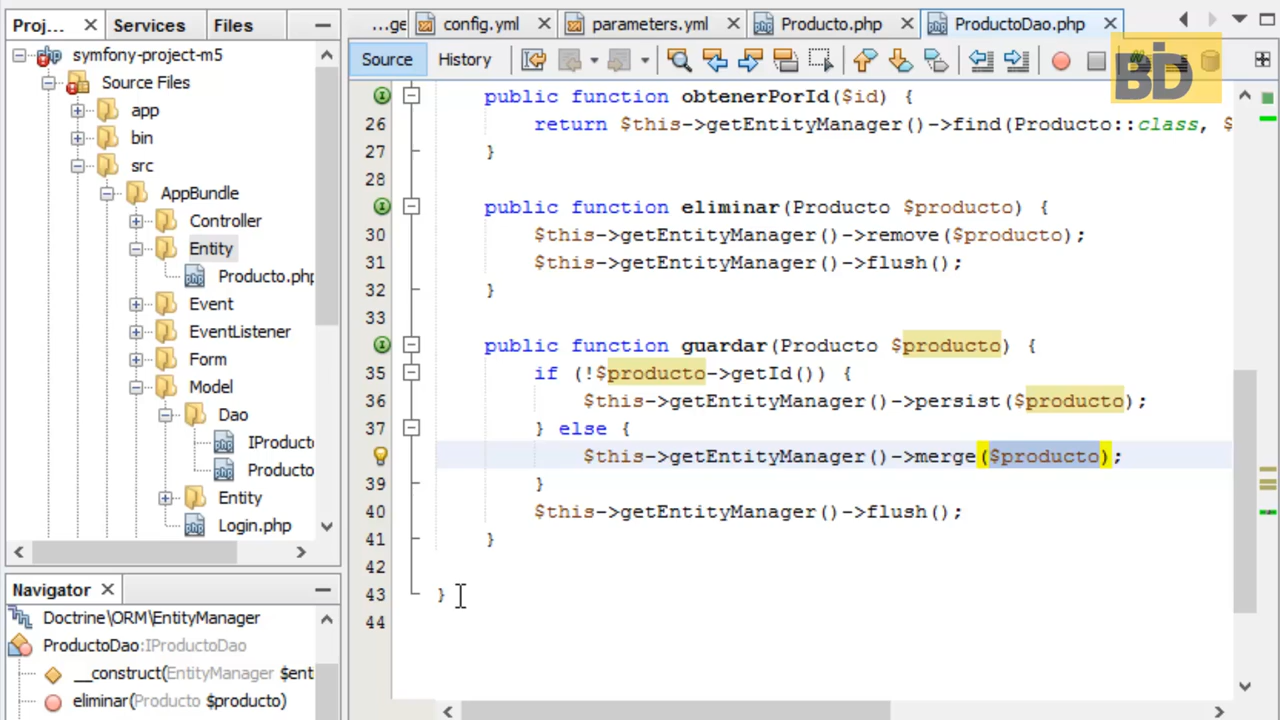 Proj...
Services
Files
...ge
config.yml
parameters.yml
Producto.php
ProductoDao.php
Source
History
BD
symfony-project-m5
Source Files
app
bin
src
AppBundle
Controller
Entity
Producto.php
Event
EventListener
Form
Model
Dao
IProducto
Producto
Entity
Login.php
public function obtenerPorId($id) {
26 return $this->getEntityManager()->find(Producto::class, $
27 }
28
public function eliminar(Producto $producto) {
30 $this->getEntityManager()->remove($producto);
31 $this->getEntityManager()->flush();
32 }
33
public function guardar(Producto $producto) {
35 if (!$producto->getId()) {
36 $this->getEntityManager()->persist($producto);
37 } else {
$this->getEntityManager()->merge($producto);
39 }
40 $this->getEntityManager()->flush();
41 }
42
43 }
44
Navigator
Doctrine\ORM\EntityManager
ProductoDao:IProductoDao
__construct(EntityManager $ent
eliminar(Producto $producto)